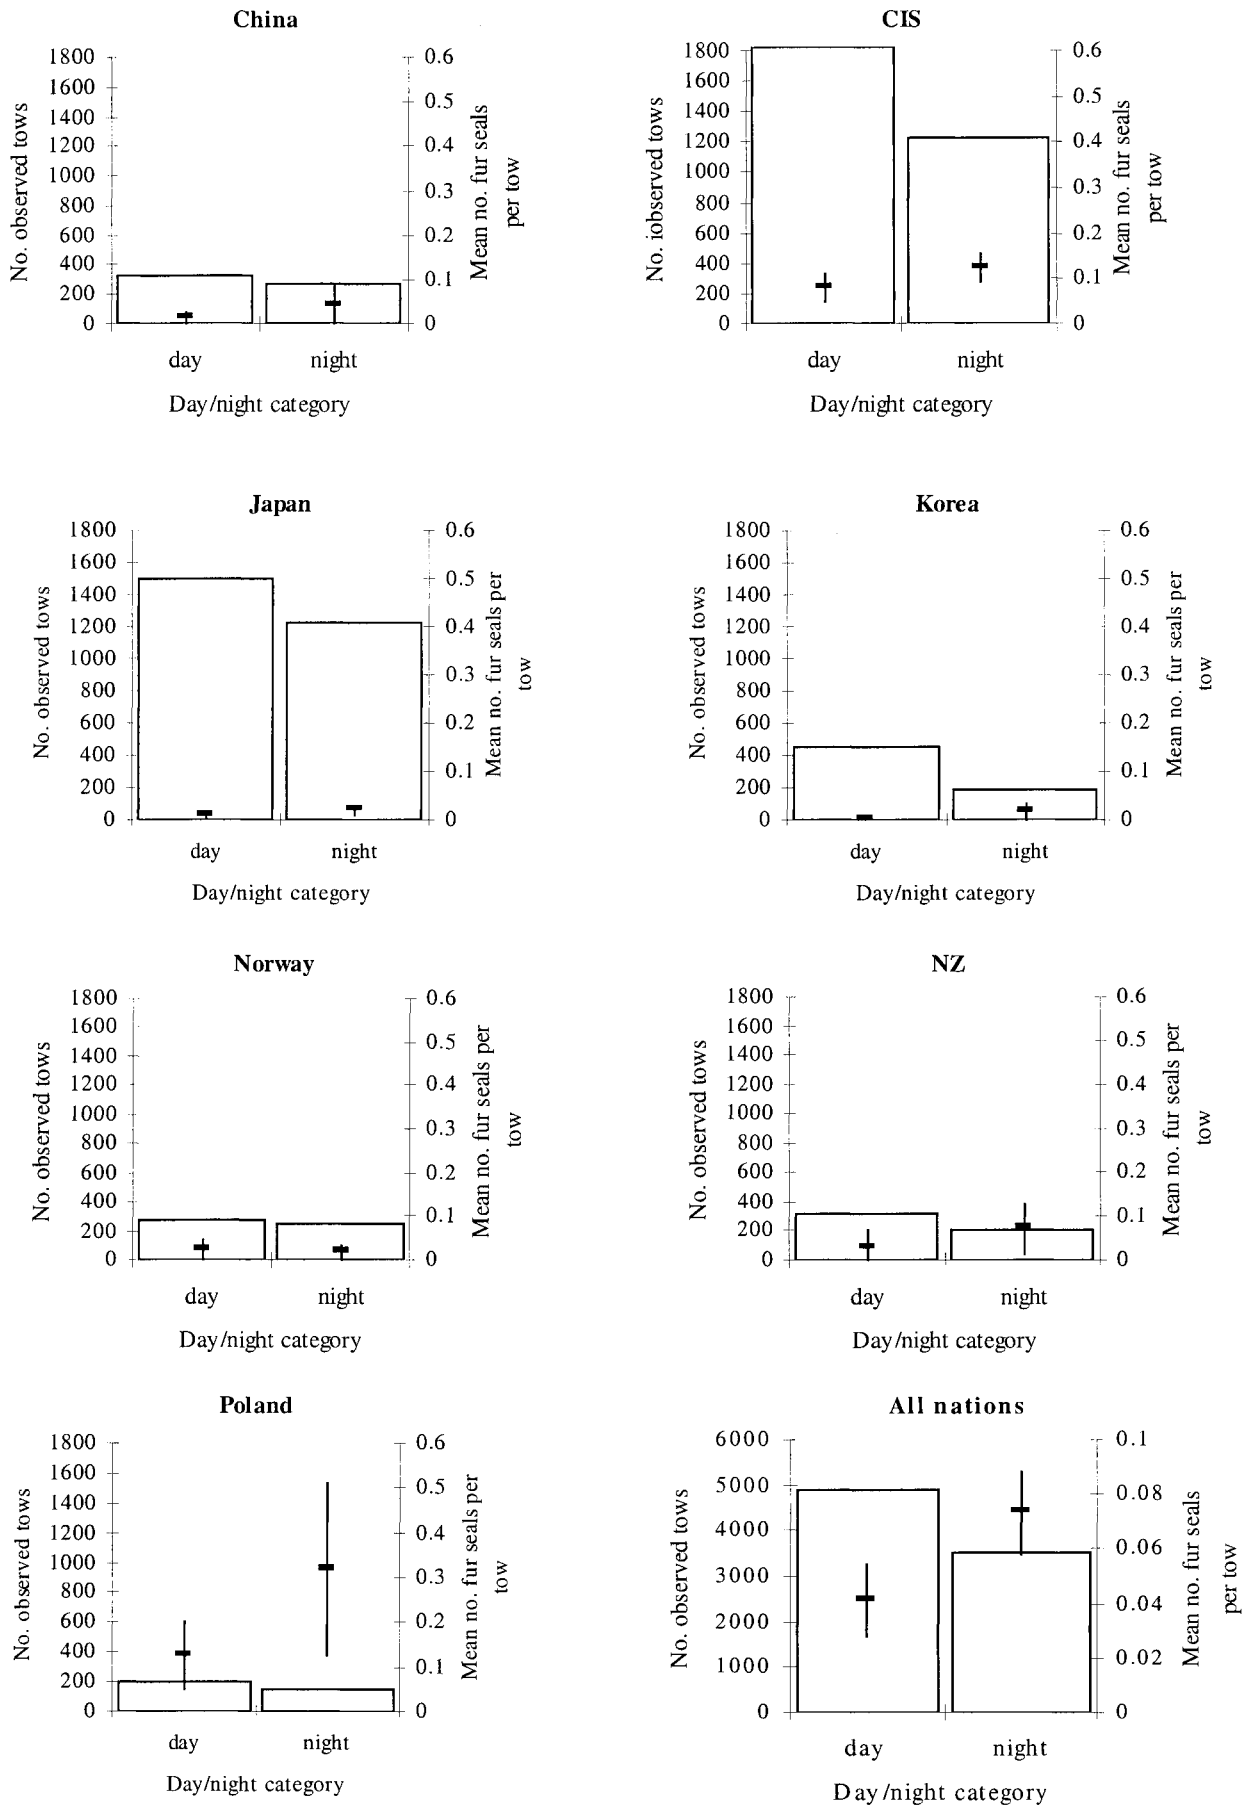 China
1800
1600
1400
1200
1000
800
600
400
200
0
No. observed tows
0.6
0.5
0.4
0.3
0.2
0.1
0
Mean no. fur seals
per tow
day night
Day/night category
CIS
1800
1600
1400
1200
1000
800
600
400
200
0
No. iobserved tows
0.6
0.5
0.4
0.3
0.2
0.1
0
Mean no. fur seals
per tow
day night
Day/night category
Japan
1800
1600
1400
1200
1000
800
600
400
200
0
No. observed tows
0.6
0.5
0.4
0.3
0.2
0.1
0
Mean no. fur seals per
tow
day night
Day/night category
Korea
1800
1600
1400
1200
1000
800
600
400
200
0
No. observed tows
0.6
0.5
0.4
0.3
0.2
0.1
0
Mean no. fur seals per
tow
day night
Day/night category
Norway
1800
1600
1400
1200
1000
800
600
400
200
0
No. observed tows
0.6
0.5
0.4
0.3
0.2
0.1
0
Mean no. fur seals per
tow
day night
Day/night category
NZ
1800
1600
1400
1200
1000
800
600
400
200
0
No. observed tows
0.6
0.5
0.4
0.3
0.2
0.1
0
Mean no. fur seals per
tow
day night
Day/night category
Poland
1800
1600
1400
1200
1000
800
600
400
200
0
No. observed tows
0.6
0.5
0.4
0.3
0.2
0.1
0
Mean no. fur seals per
tow
day night
Day/night category
All nations
6000
5000
4000
3000
2000
1000
0
No. observed tows
0.1
0.08
0.06
0.04
0.02
0
Mean no. fur seals
per tow
day night
Day/night category